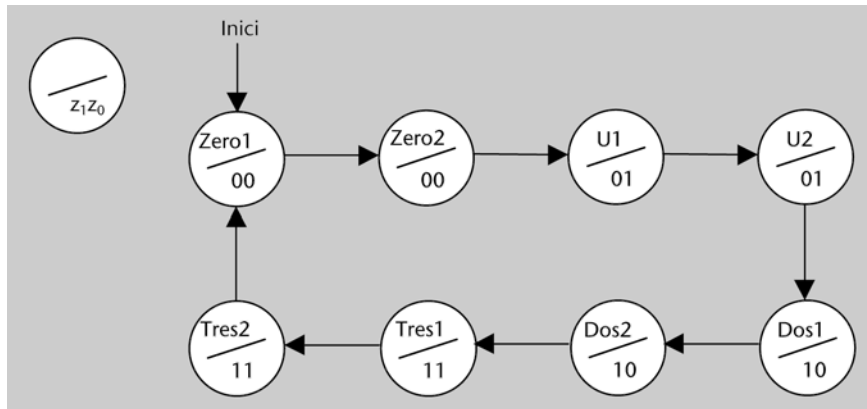 Inici
z₁z₀
Zero1
00
Zero2
00
U1
01
U2
01
Tres2
11
Tres1
11
Dos2
10
Dos1
10